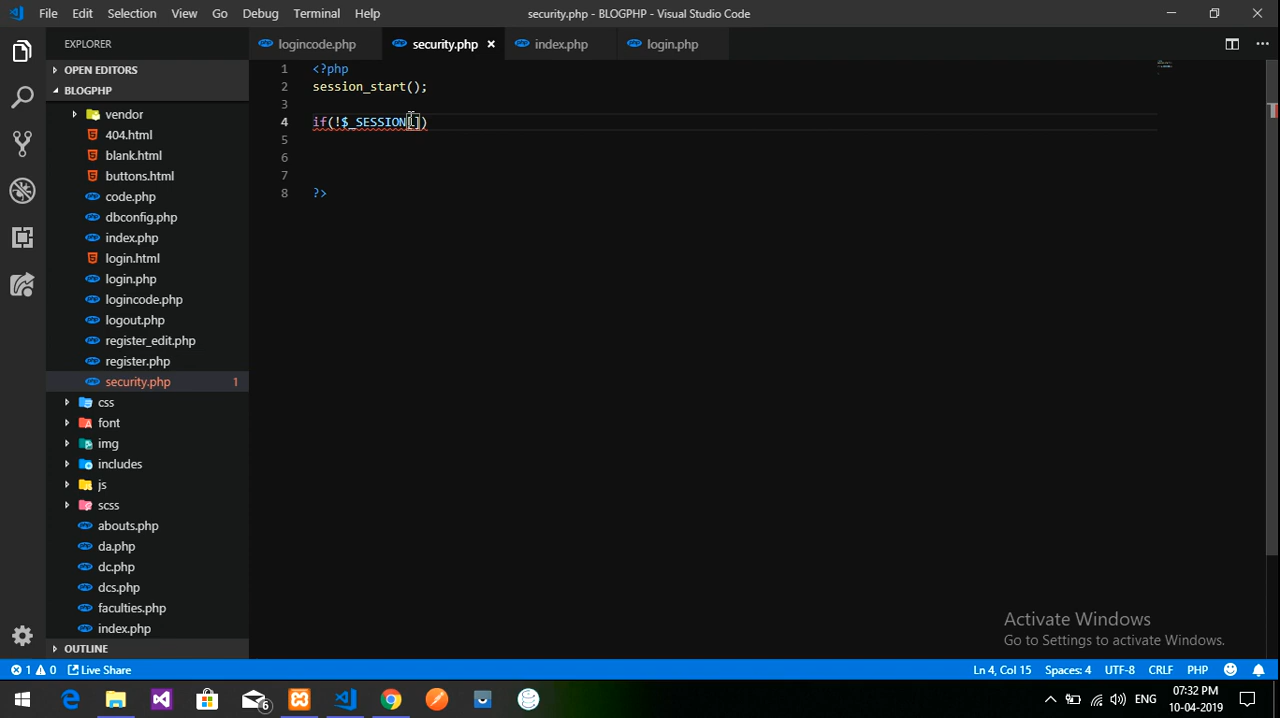 File Edit Selection View Go Debug Terminal Help
security.php - BLOGPHP - Visual Studio Code
EXPLORER
OPEN EDITORS
BLOGPHP
vendor
404.html
blank.html
buttons.html
code.php
dbconfig.php
index.php
login.html
login.php
logincode.php
logout.php
register_edit.php
register.php
security.php 1
css
font
img
includes
js
scss
abouts.php
da.php
dc.php
dcs.php
faculties.php
index.php
OUTLINE
logincode.php security.php × index.php login.php
1 <?php
2 session_start();
3
4 if(!$_SESSION[])
5
6
7
8 ?>
Activate Windows
Go to Settings to activate Windows.
1 0 Live Share
Ln 4, Col 15 Spaces: 4 UTF-8 CRLF PHP
6
ENG
07:32 PM
10-04-2019